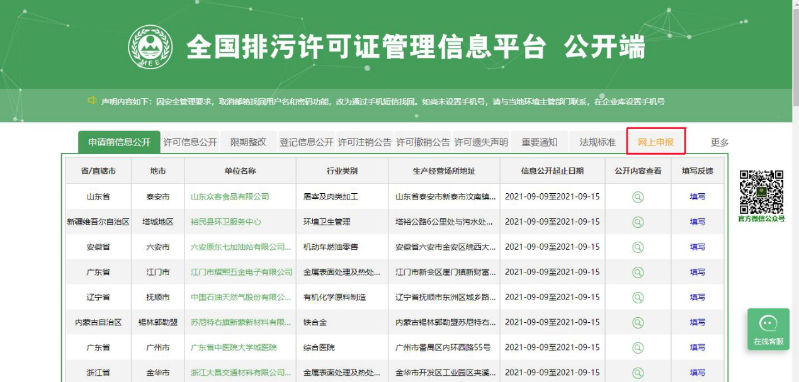 MEE
全国排污许可证管理信息平台 公开端
声明内容如下：因安全管理要求，取消邮箱找回用户名和密码功能，改为通过手机短信找回。如尚未设置手机号，请与当地环境主管部门联系，在企业库设置手机号
申请前信息公开 许可信息公开 限期整改 登记信息公开 许可注销公告 许可撤销公告 许可遗失声明 重要通知 法规标准 网上申报 更多
省/直辖市 地市 单位名称 行业类别 生产经营场所地址 信息公开起止日期 公开内容查看 填写反馈
山东省 泰安市 山东众客食品有限公司 屠宰及肉类加工 山东省泰安市新泰市汶南镇... 2021-09-09至2021-09-15 填写
新疆维吾尔自治区 塔城地区 裕民县环卫服务中心 环境卫生管理 塔裕公路6公里处与污水处... 2021-09-09至2021-09-15 填写
安徽省 六安市 六安原东七加油站有限公司... 机动车燃油零售 安徽省六安市金安区皖西大... 2021-09-09至2021-09-15 填写
广东省 江门市 江门市耀熙五金电子有限公司 金属表面处理及热处... 江门市新会区崖门镇新财富... 2021-09-09至2021-09-15 填写
辽宁省 抚顺市 中国石油天然气股份有限公... 有机化学原料制造 辽宁省抚顺市东洲区城乡路... 2021-09-09至2021-09-15 填写
内蒙古自治区 锡林郭勒盟 苏尼特右旗新蒙新材料有限... 铁合金 内蒙古锡林郭勒盟苏尼特右... 2021-09-09至2021-09-15 填写
广东省 广州市 广东省中医院大学城医院 综合医院 广州市番禺区内环西路55号 2021-09-09至2021-09-15 填写
浙江省 金华市 浙江大昌交通材料有限公司... 金属表面处理及热处... 金华市开发区工业园区夹溪... 2021-09-09至2021-09-15 填写
官方微信公众号
在线客服